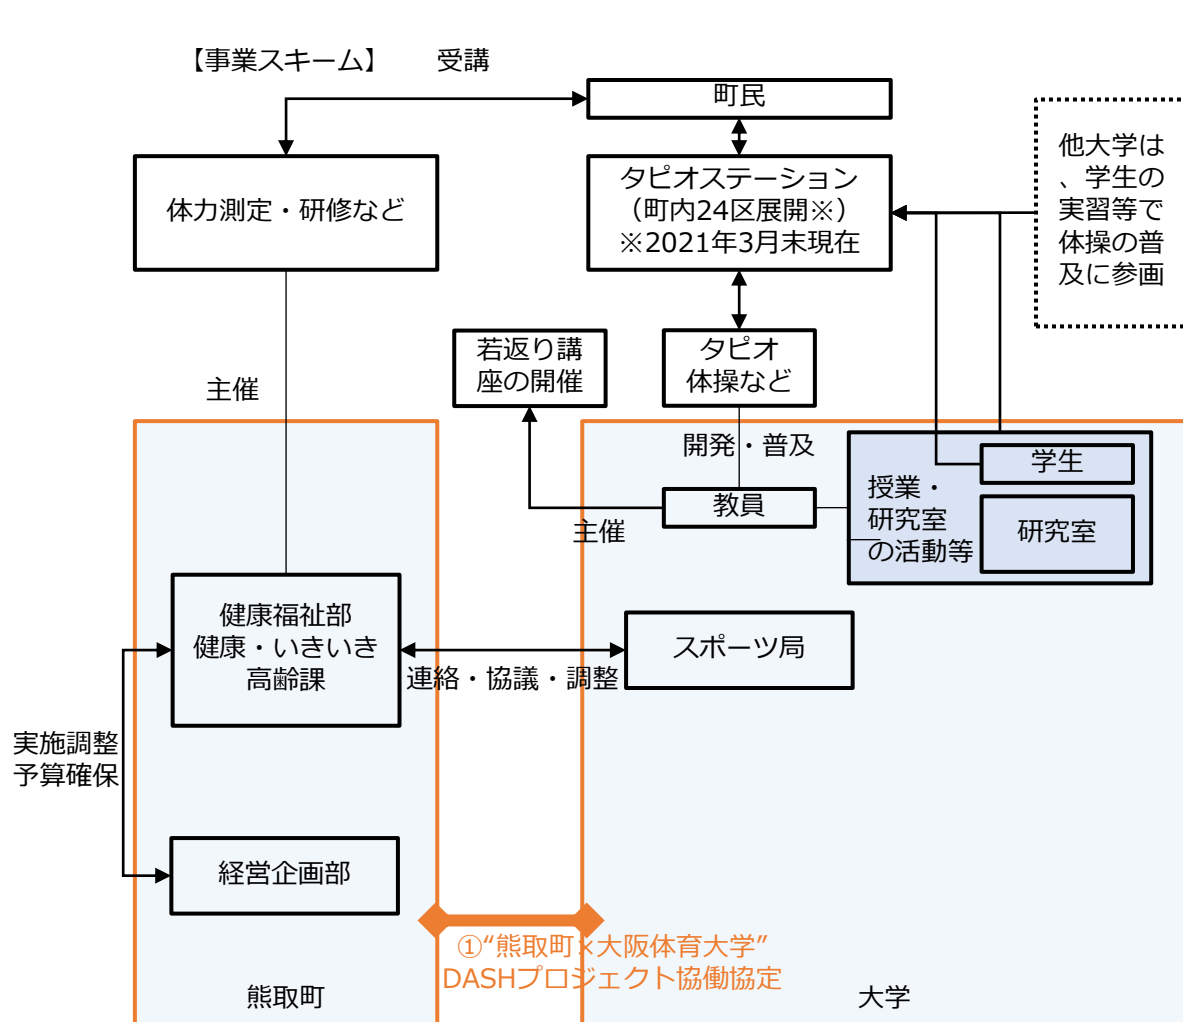 【事業スキーム】
受講
町民
体力測定・研修など
タピオステーション
（町内24区展開※）
※2021年3月末現在
他大学は
、学生の
実習等で
体操の普
及に参画
若返り講
座の開催
タピオ
体操など
主催
開発・普及
学生
授業・
研究室
の活動等
教員
研究室
主催
健康福祉部
健康・いきいき
高齢課
スポーツ局
連絡・協議・調整
実施調整
予算確保
経営企画部
①“熊取町×大阪体育大学”
DASHプロジェクト協働協定
熊取町
大学